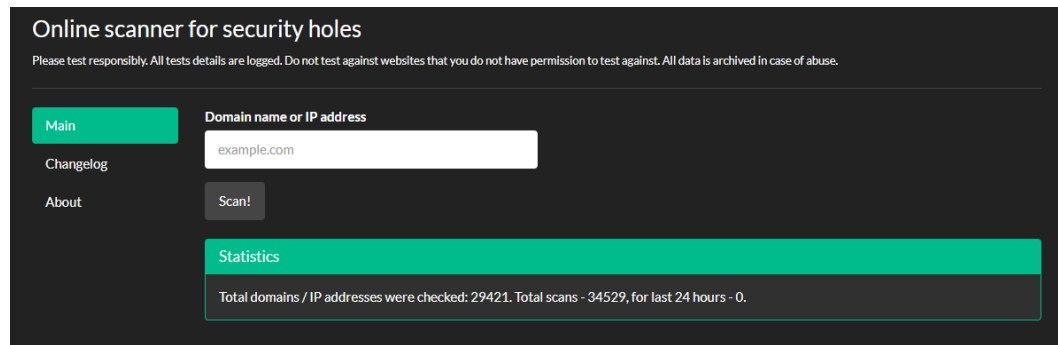 Online scanner for security holes
Please test responsibly. All tests details are logged. Do not test against websites that you do not have permission to test against. All data is archived in case of abuse.
Main
Changelog
About
Domain name or IP address
example.com
Scan!
Statistics
Total domains / IP addresses were checked: 29421. Total scans - 34529, for last 24 hours - 0.